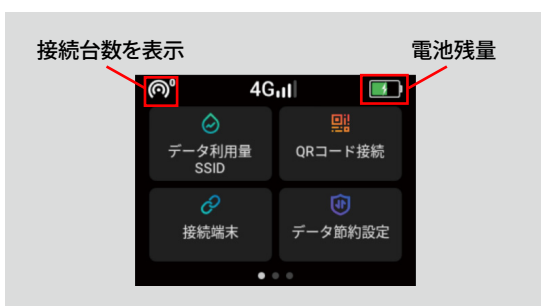 接続台数を表示
電池残量
0
4G
データ利用量
SSID
QRコード接続
接続端末
データ節約設定